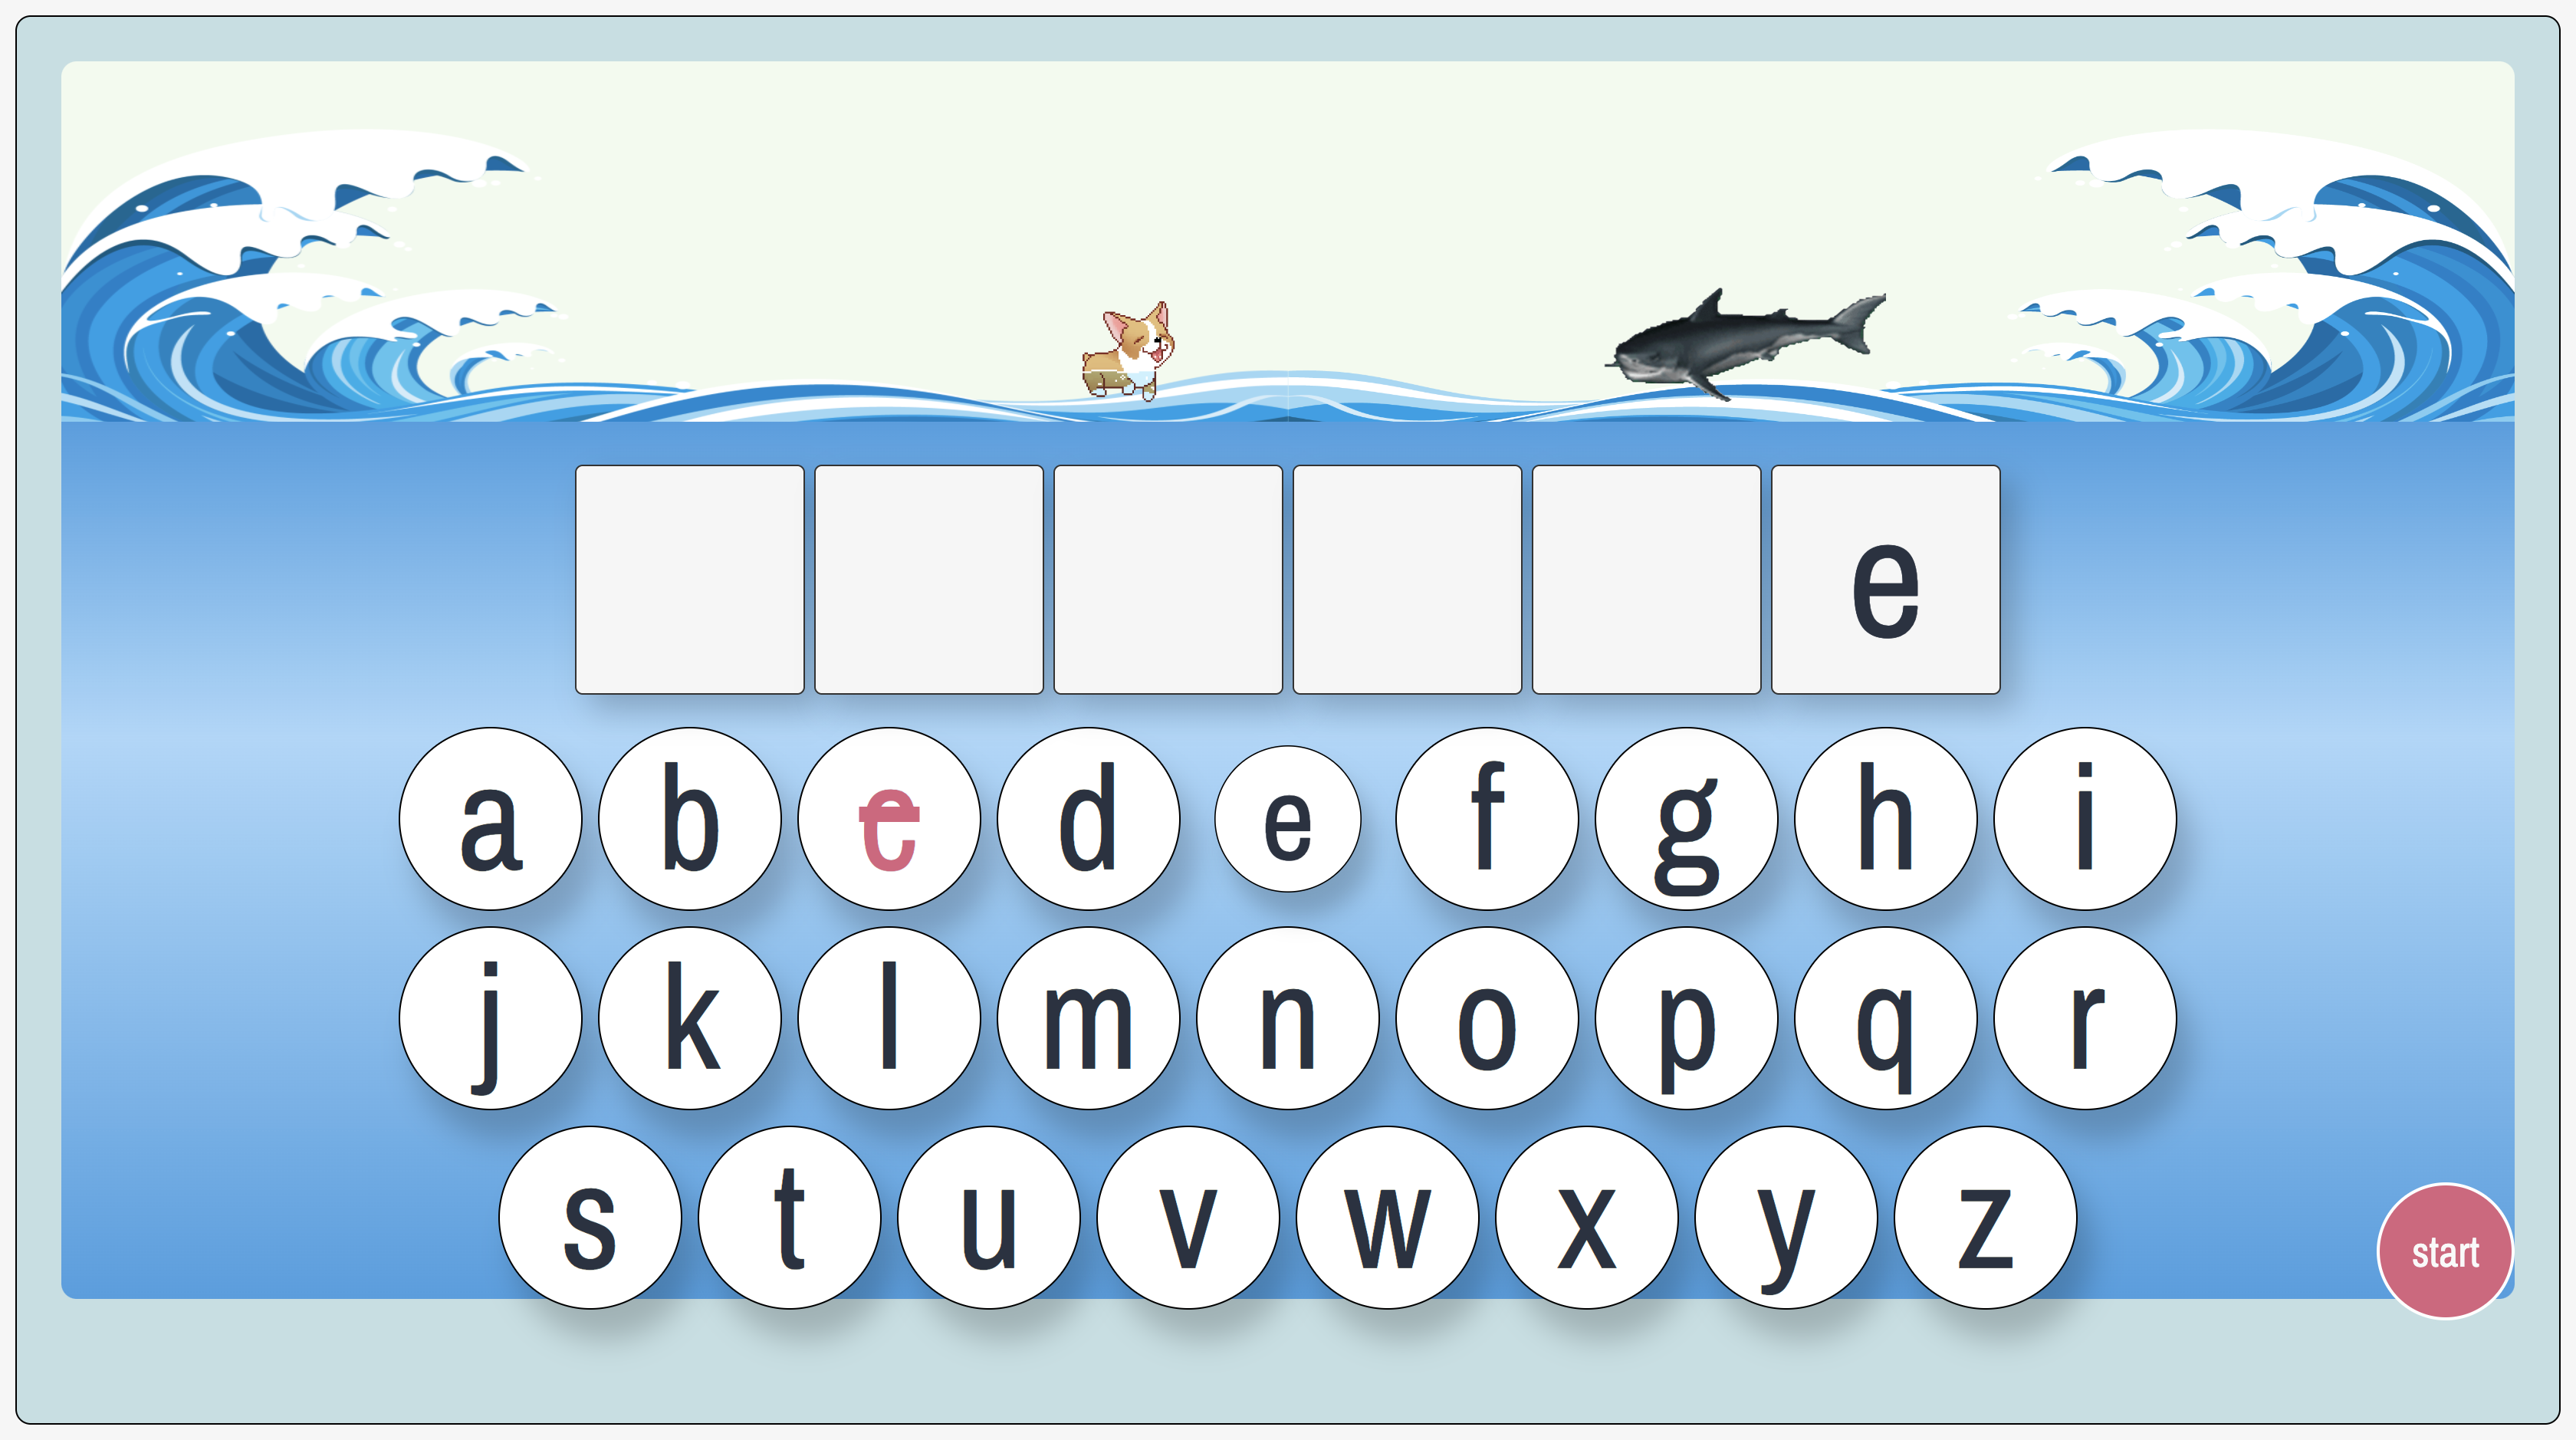 e
a b c d e f g h i
j k l m n o p q r
s t u v w x y z
start